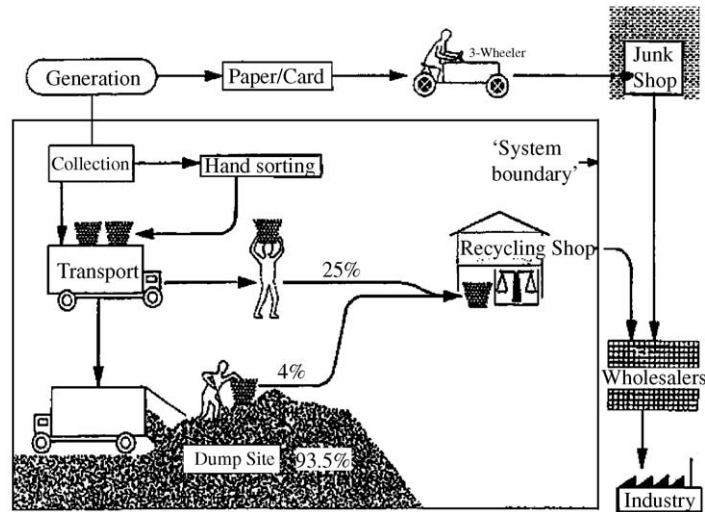 Generation
Paper/Card
3-Wheeler
Junk
Shop
Collection
Hand sorting
'System
boundary'
Transport
25%
Recycling Shop
4%
Wholesalers
Dump Site
93.5%
Industry